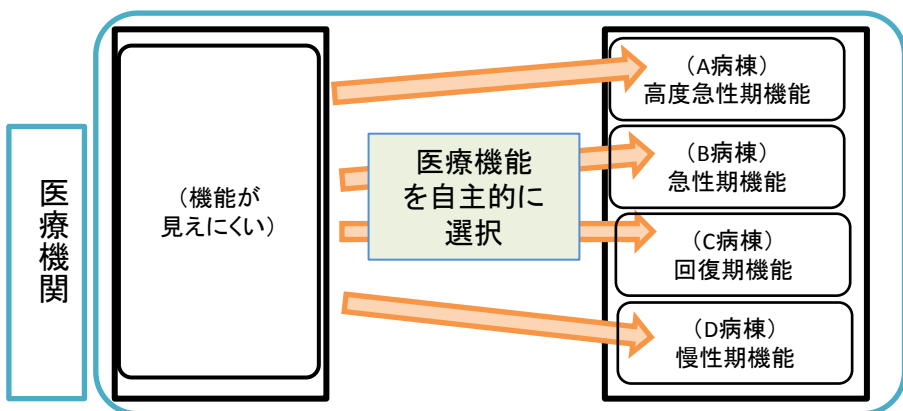 医療機関
（機能が
見えにくい）
医療機能
を自主的に
選択
（A病棟）
高度急性期機能
（B病棟）
急性期機能
（C病棟）
回復期機能
（D病棟）
慢性期機能